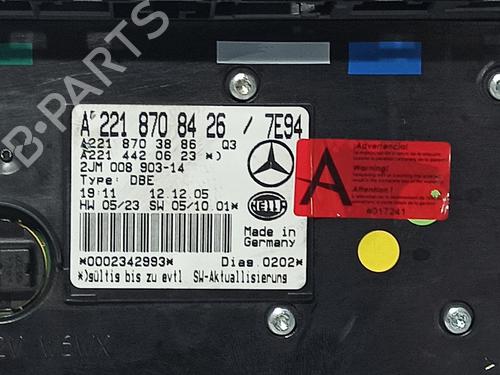 B-PARTS
A 221 870 84 26 / 7E94
A221 870 38 86 Q3
A221 442 06 23 *)
2JM 008 903-14
Type: DBE
19:11 12.12.05
HW 05/23 SW 05/10.01*
HELLA
Made in
Germany
*0002342993* Diag.0202*
*)gültig bis zu evtl SW-Aktuallisierung
A
Advertencia!
Warning!
Attention!
#017241